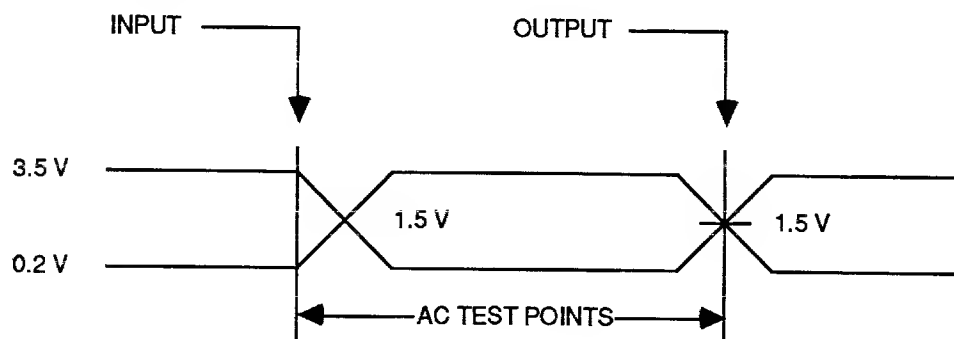 INPUT
OUTPUT
3.5 V
1.5 V
1.5 V
0.2 V
AC TEST POINTS